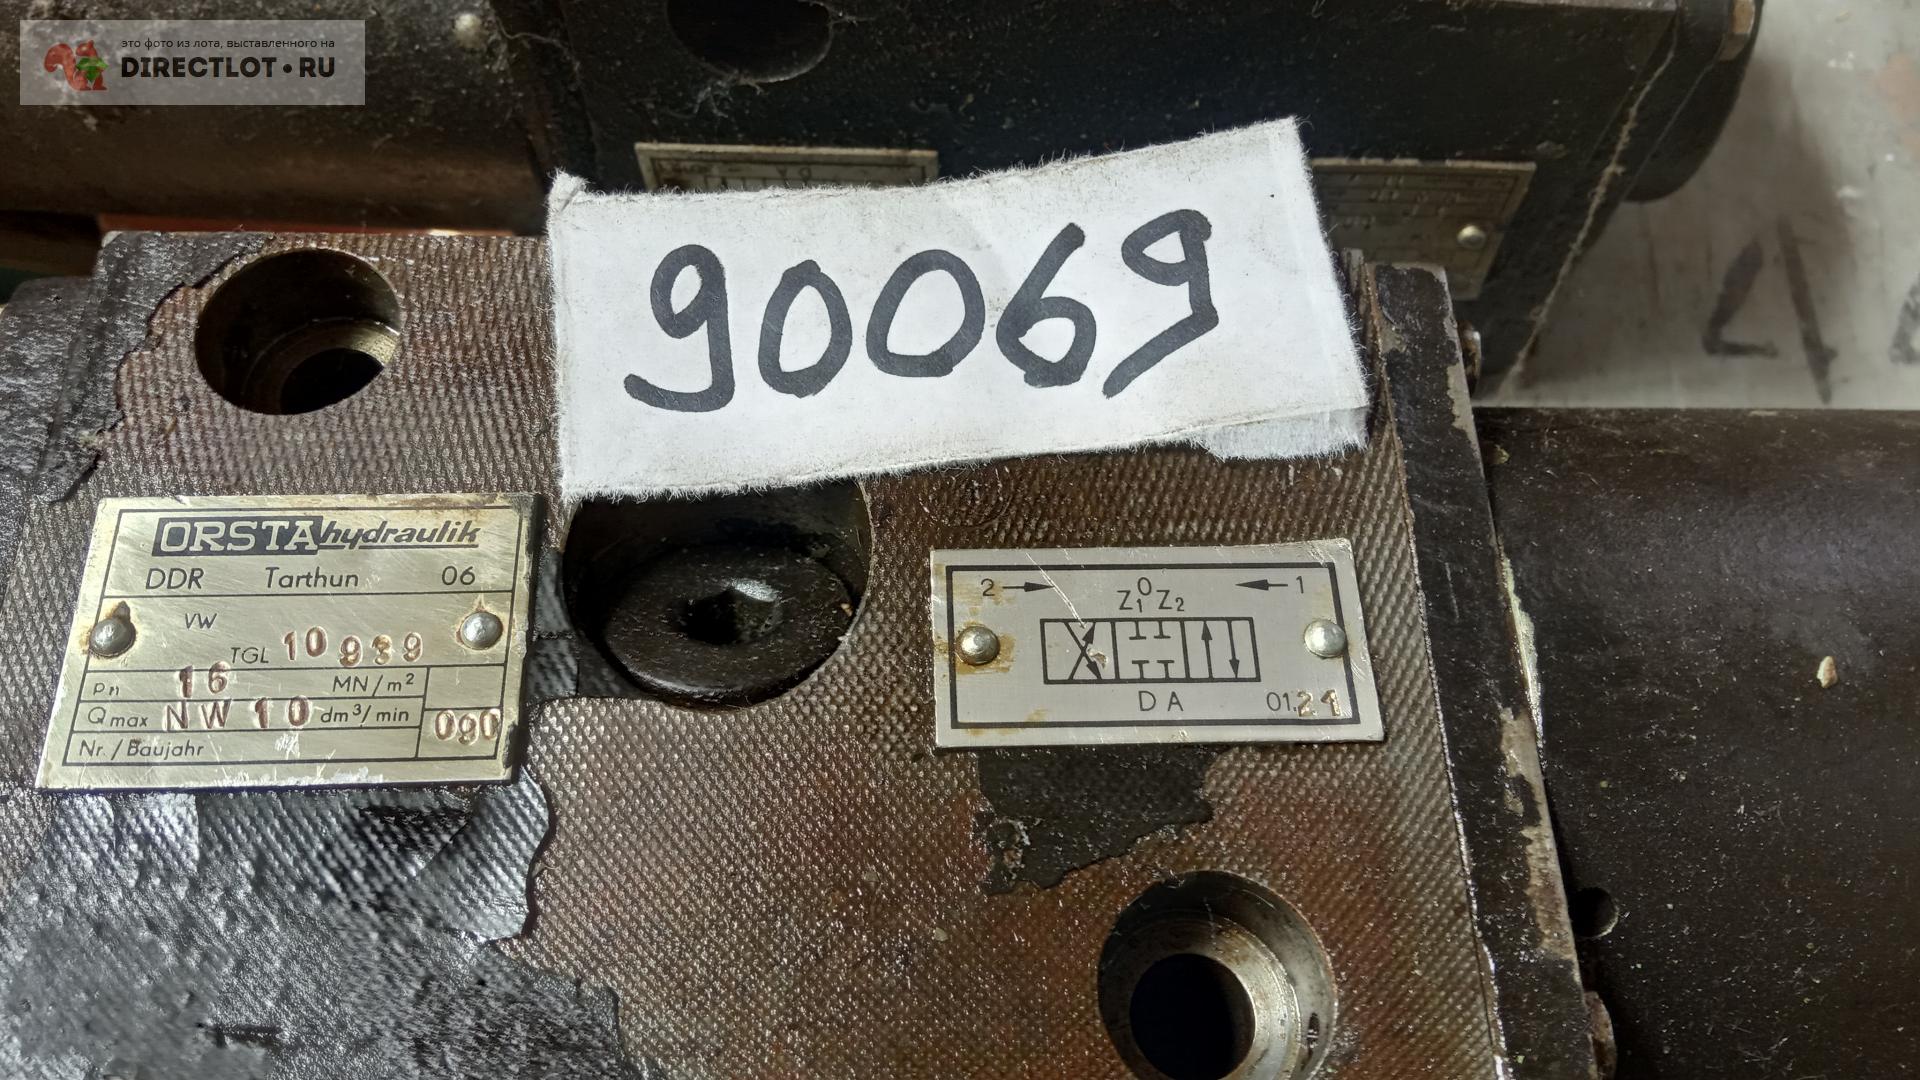 это фото из лота, выставленного на
DIRECTLOT•RU
90069
ORSTA hydraulik
DDR Tarthun 06
VW
TGL 10 939
pn 16 MN/m²
Qmax NW 10 dm³/min 090
Nr./Baujahr
2 0 1
Z1 Z2
D A 01.21